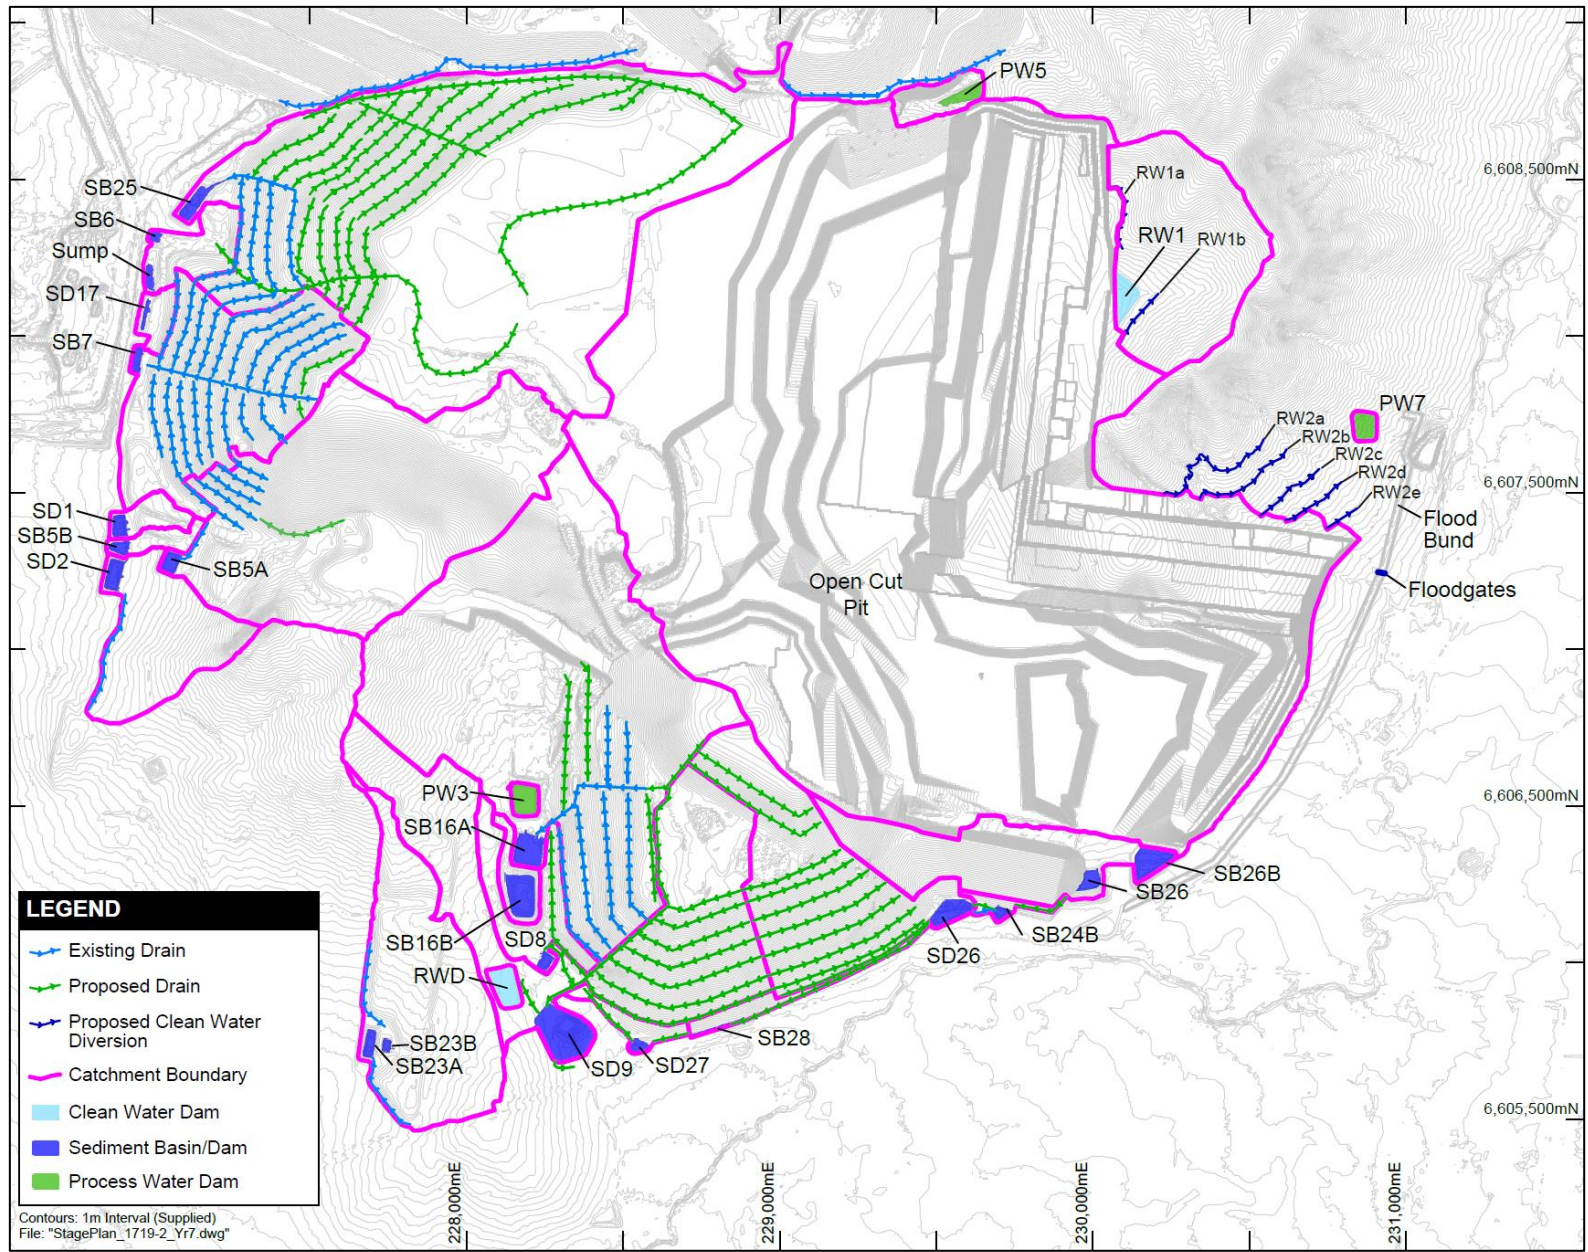 PW5
6,608,500mN
RW1a
SB25
SB6
RW1
RW1b
Sump
SD17
SB7
PW7
RW2a
RW2b
RW2c
RW2d
6,607,500mN
RW2e
SD1
Flood
Bund
SB5B
SD2
SB5A
Open Cut
Pit
Floodgates
PW3
6,606,500mN
SB16A
SB26B
SB26
SB16B
SD8
SB24B
SD26
RWD
SB28
SB23B
SB23A
SD9
SD27
6,605,500mN
LEGEND
Existing Drain
Proposed Drain
Proposed Clean Water
Diversion
Catchment Boundary
Clean Water Dam
Sediment Basin/Dam
Process Water Dam
228,000mE
229,000mE
230,000mE
231,000mE
Contours: 1m Interval (Supplied)
File: "StagePlan_1719-2_Yr7.dwg"